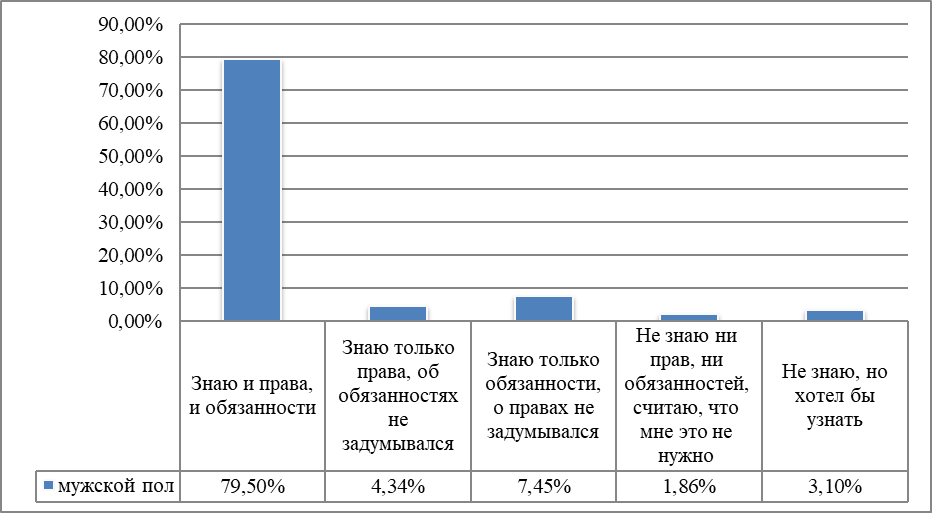 90,00%
80,00%
70,00%
60,00%
50,00%
40,00%
30,00%
20,00%
10,00%
0,00%
Знаю и права,
и обязанности
Знаю только
права, об
обязанностях
не
задумывался
Знаю только
обязанности,
о правах не
задумывался
Не знаю ни
прав, ни
обязанностей,
считаю, что
мне это не
нужно
Не знаю, но
хотел бы
узнать
мужской пол 79,50% 4,34% 7,45% 1,86% 3,10%